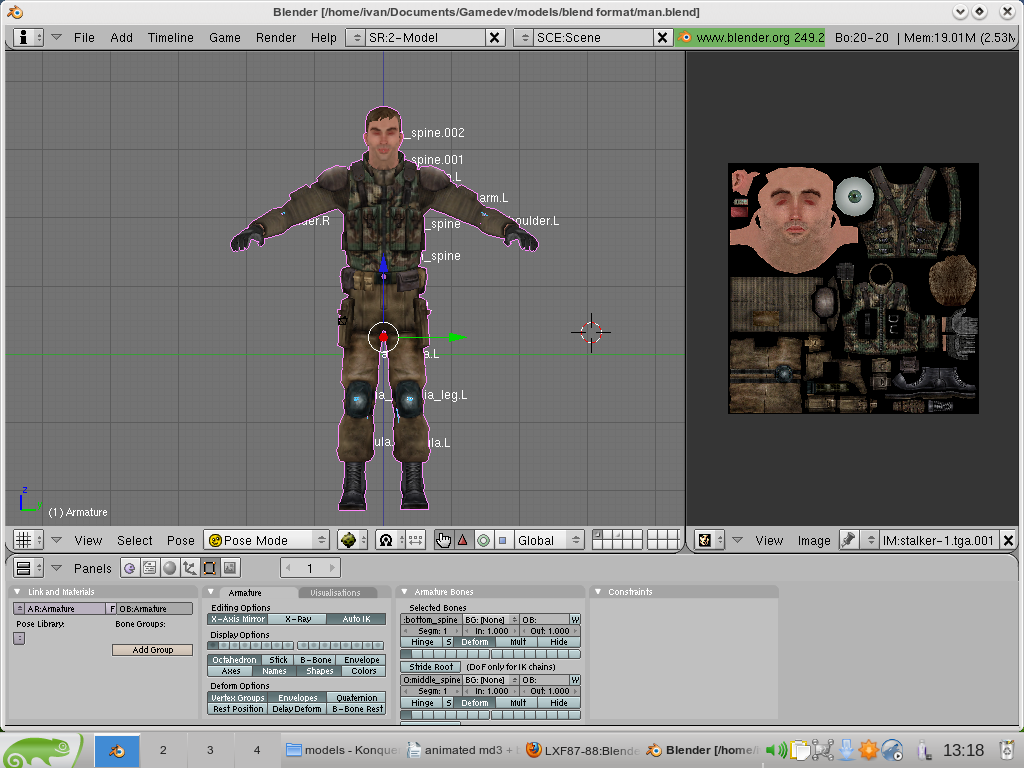 Blender [/home/ivan/Documents/Gamedev/models/blend format/man.blend]
File Add Timeline Game Render Help SR:2-Model SCE:Scene www.blender.org 249.2 Bo:20-20 | Mem:19.01M (2.53M
_spine.002
_spine.001
.L
arm.L
der.R
oulder.L
_spine
_spine
a.L
a_leg.L
ula.
ula.L
z
(1) Armature
View Select Pose Pose Mode Global
View Image IM:stalker-1.tga.001
Panels 1
Link and Materials
AR:Armature F OB:Armature
Pose Library: Bone Groups:
Add Group
Armature Visualisations
Editing Options
X-Axis Mirror X-Ray Auto IK
Display Options
Octahedron Stick B-Bone Envelope
Axes Names Shapes Colors
Deform Options
Vertex Groups Envelopes Quaternion
Rest Position Delay Deform B-Bone Rest
Armature Bones
Selected Bones
:bottom_spine BG: [None] OB: W
Segm: 1 In: 1.000 Out: 1.000
Hinge S Deform Mult Hide
Stride Root (DoF only for IK chains)
O:middle_spine BG: [None] OB: W
Segm: 1 In: 1.000 Out: 1.000
Hinge S Deform Mult Hide
Constraints
2 3 4 models - Konque animated md3 + L LXF87-88:Blende Blender [/home/ 13:18